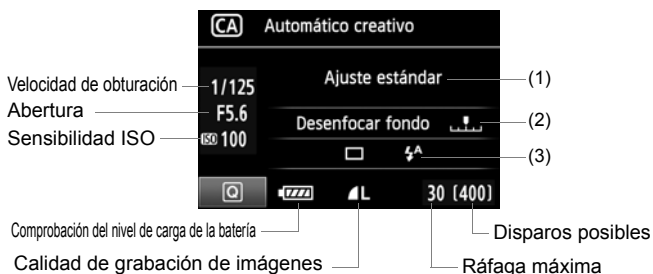 CA Automático creativo
Velocidad de obturación 1/125 Ajuste estándar (1)
Abertura F5.6 Desenfocar fondo (2)
Sensibilidad ISO ISO 100 (3)
A
Q L 30 [400]
Comprobación del nivel de carga de la batería Disparos posibles
Calidad de grabación de imágenes Ráfaga máxima